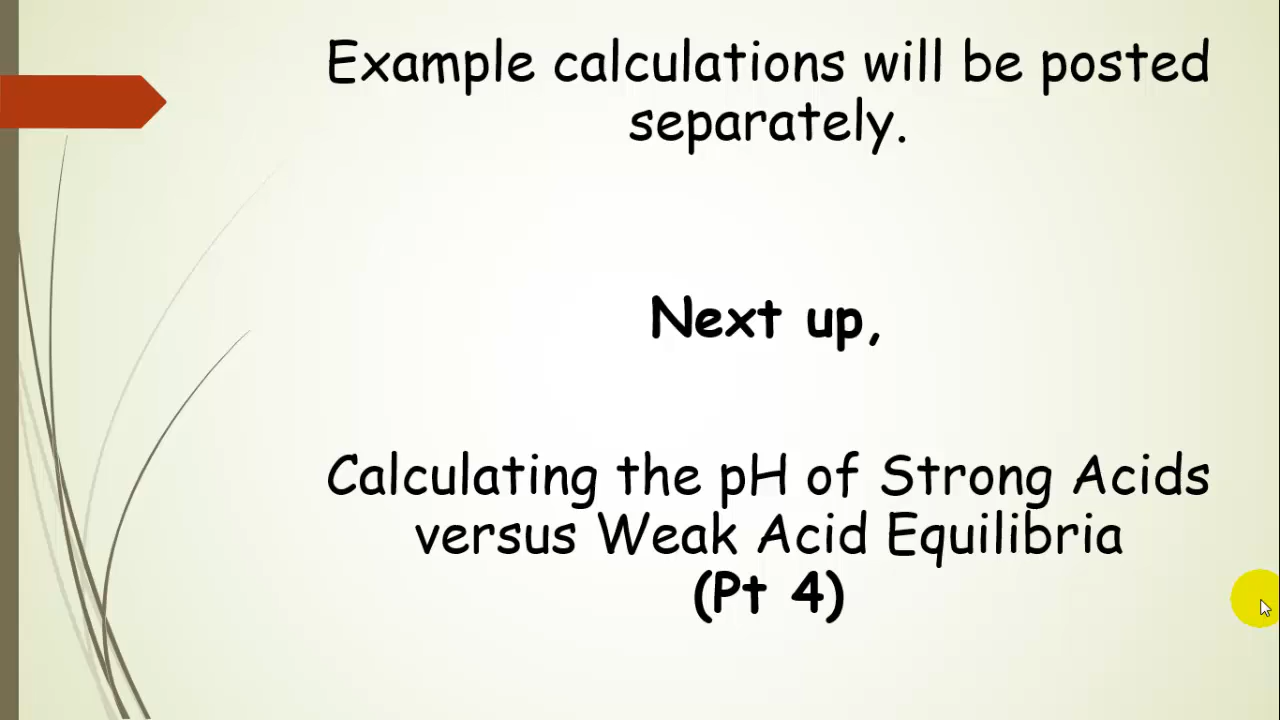 Example calculations will be posted
separately.
Next up,
Calculating the pH of Strong Acids
versus Weak Acid Equilibria
(Pt 4)